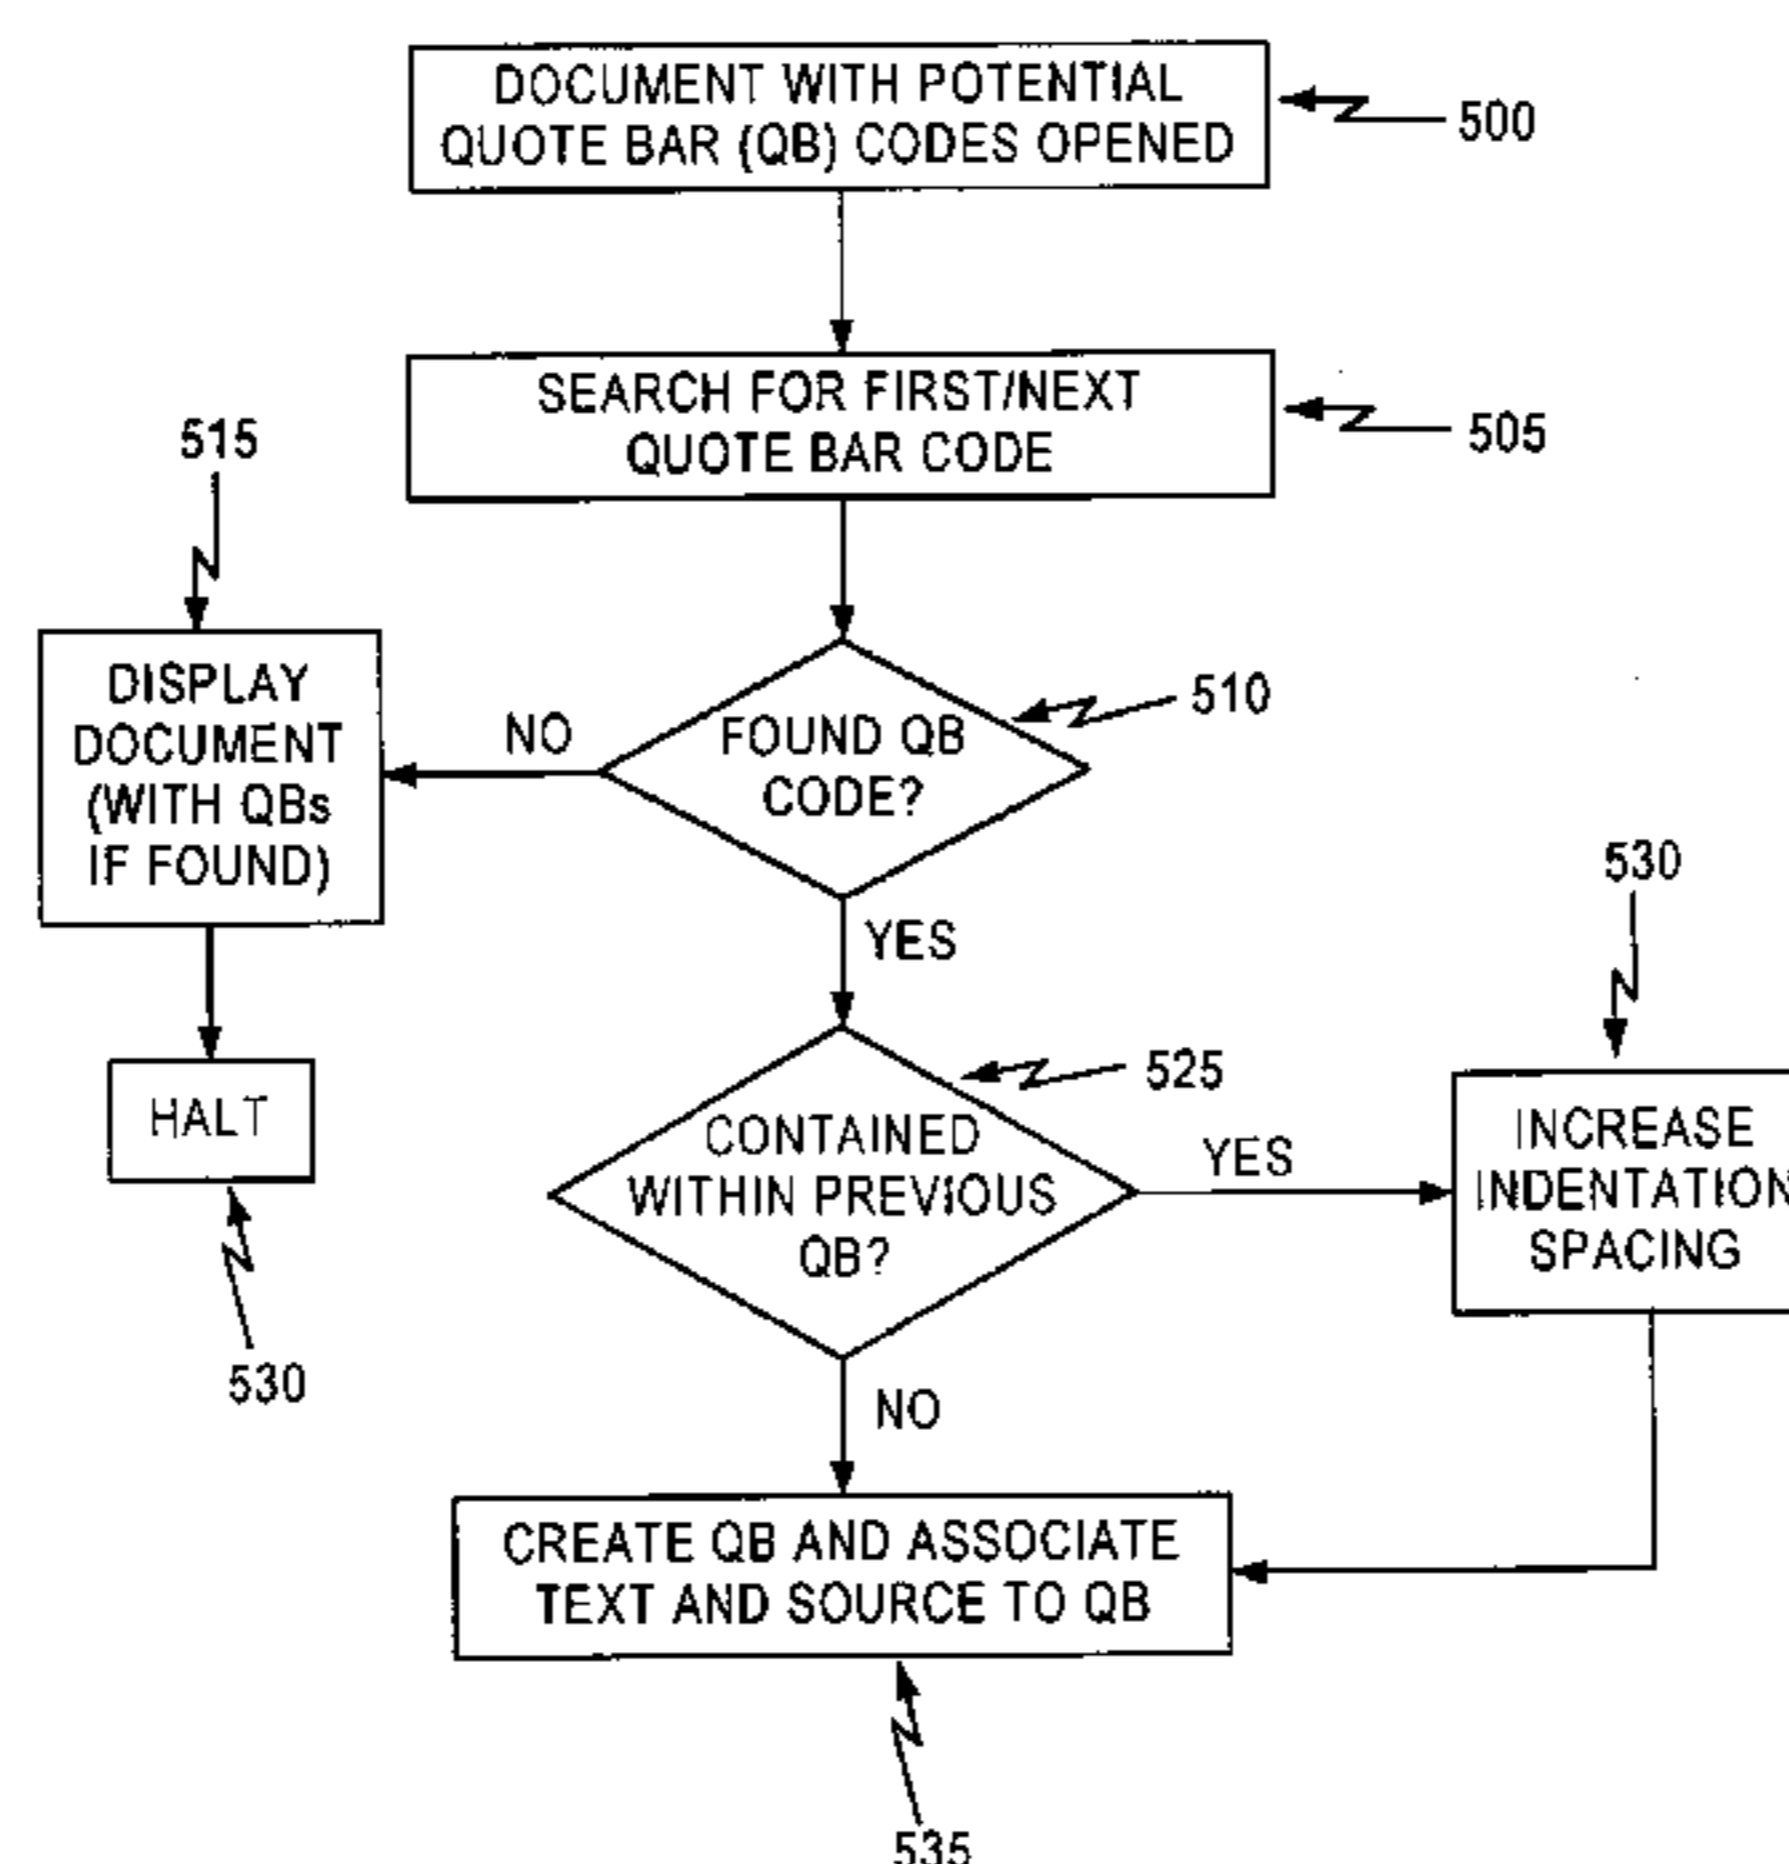 DOCUMENT WITH POTENTIAL
QUOTE BAR (QB) CODES OPENED
500
SEARCH FOR FIRST/NEXT
QUOTE BAR CODE
505
515
DISPLAY
DOCUMENT
(WITH QBs
IF FOUND)
NO
FOUND QB
CODE?
510
YES
530
HALT
530
525
CONTAINED
WITHIN PREVIOUS
QB?
YES
INCREASE
INDENTATION
SPACING
NO
CREATE QB AND ASSOCIATE
TEXT AND SOURCE TO QB
535